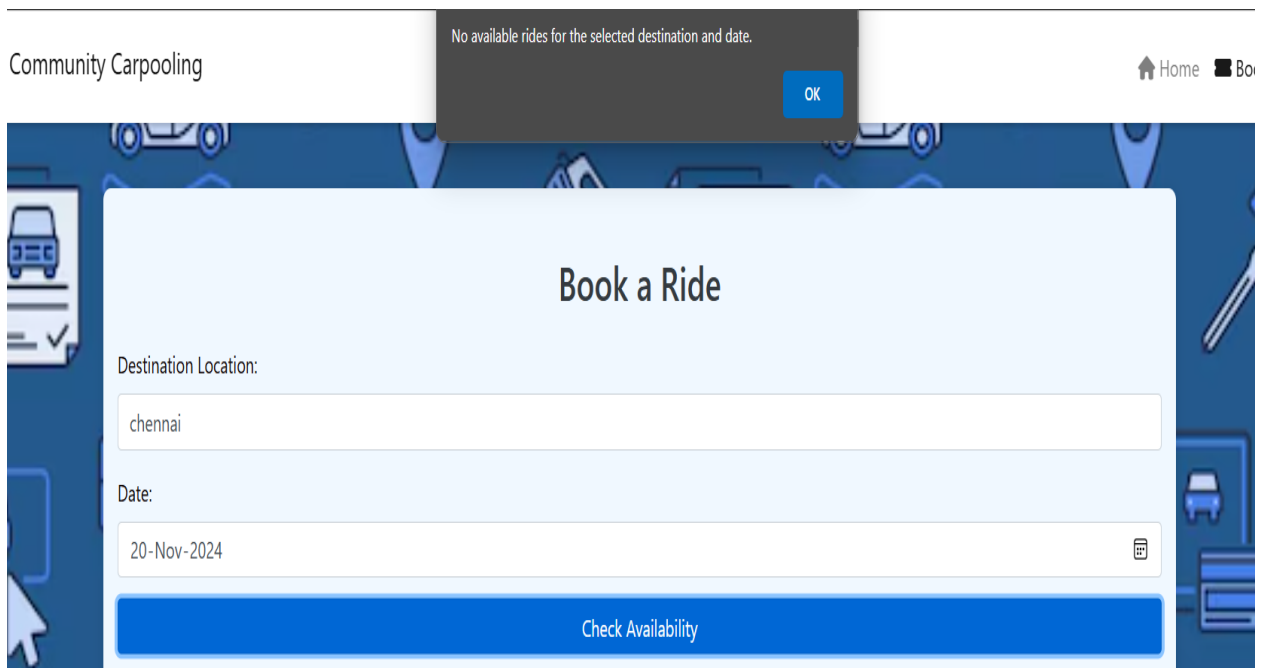 No available rides for the selected destination and date.
OK
Community Carpooling
Home
Book a Ride
Destination Location:
chennai
Date:
20-Nov-2024
Check Availability